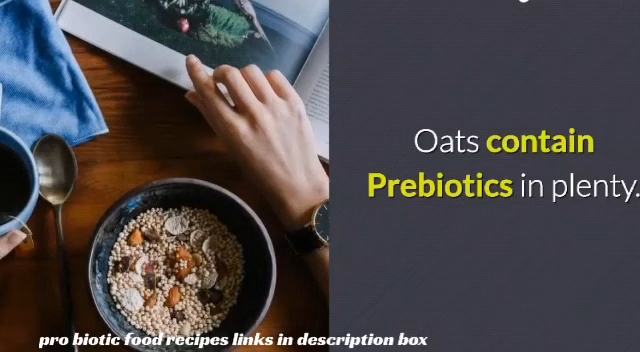 Oats contain
Prebiotics in plenty.
pro biotic food recipes links in description box